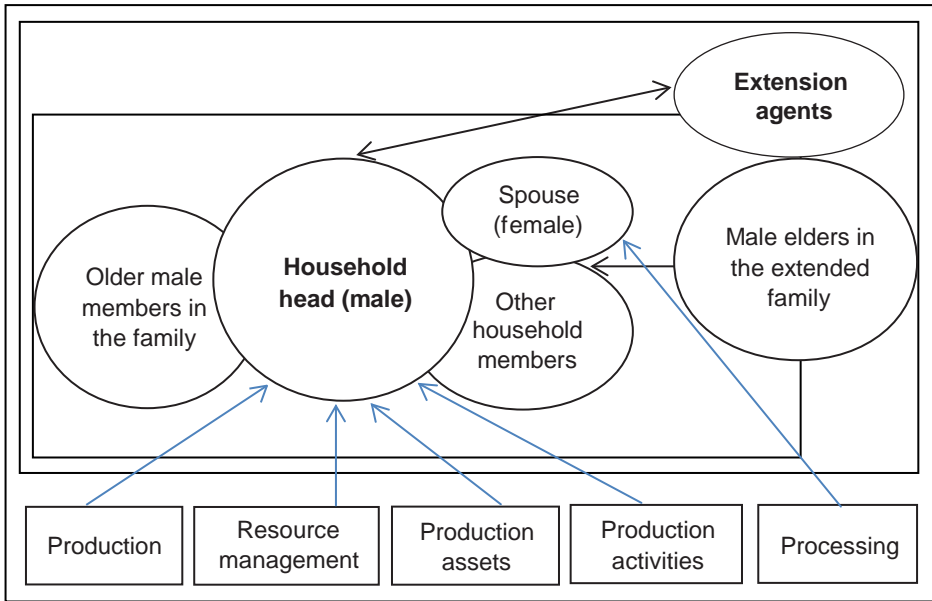 Extension
agents
Spouse
(female)
Household
head (male)
Older male
members in
the family
Other
household
members
Male elders in
the extended
family
Production
Resource
management
Production
assets
Production
activities
Processing